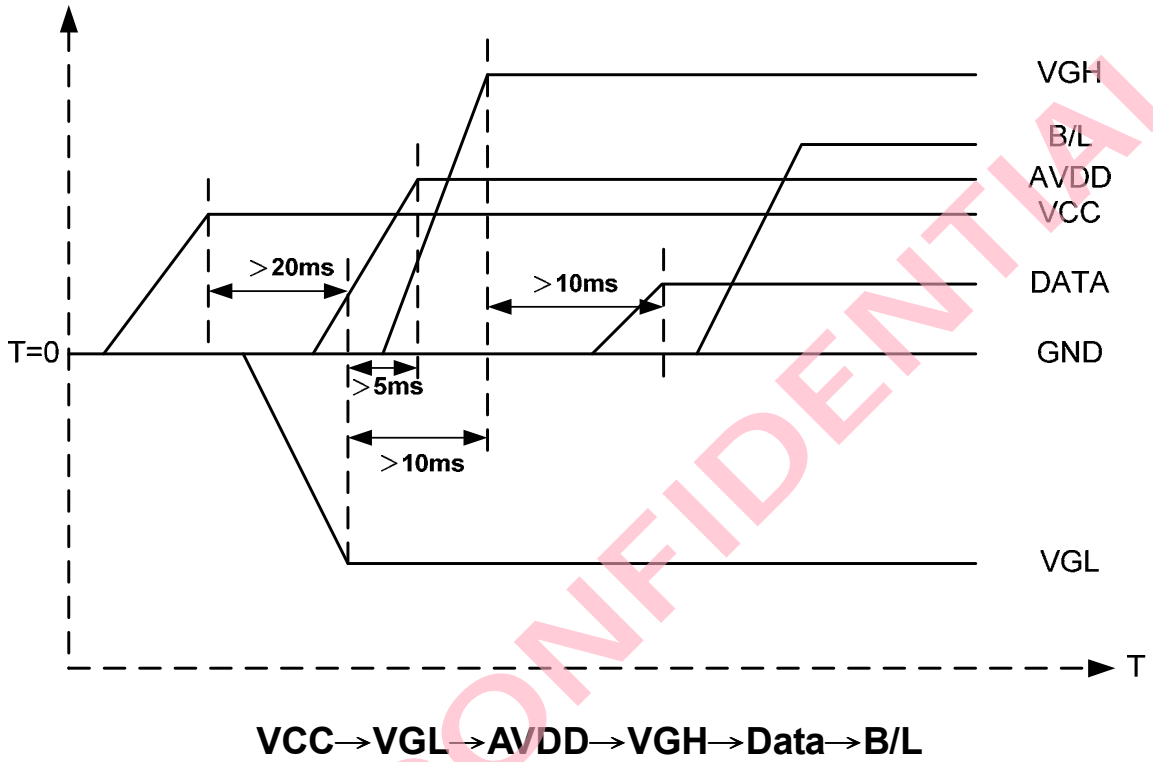 VGH
B/L
AVDD
VCC
>20ms
>10ms
DATA
T=0
GND
>5ms
>10ms
VGL
T
VCC→VGL→AVDD→VGH→Data→B/L
CONFIDENTIAL